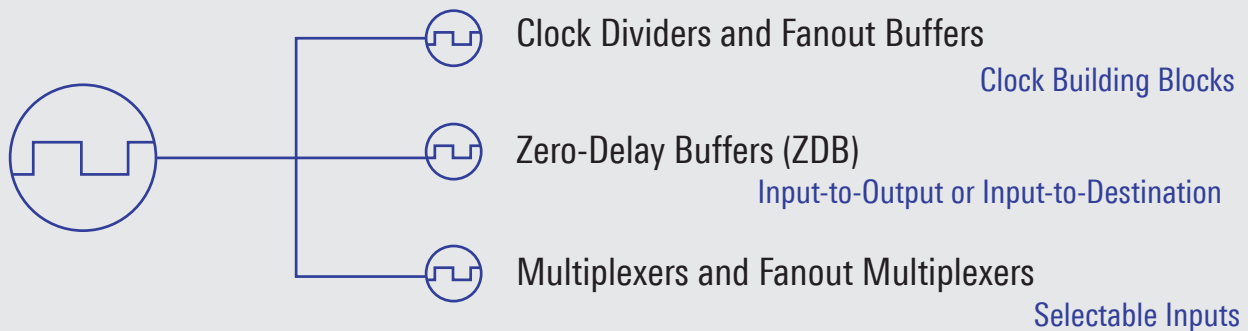 Clock Dividers and Fanout Buffers
Clock Building Blocks
Zero-Delay Buffers (ZDB)
Input-to-Output or Input-to-Destination
Multiplexers and Fanout Multiplexers
Selectable Inputs